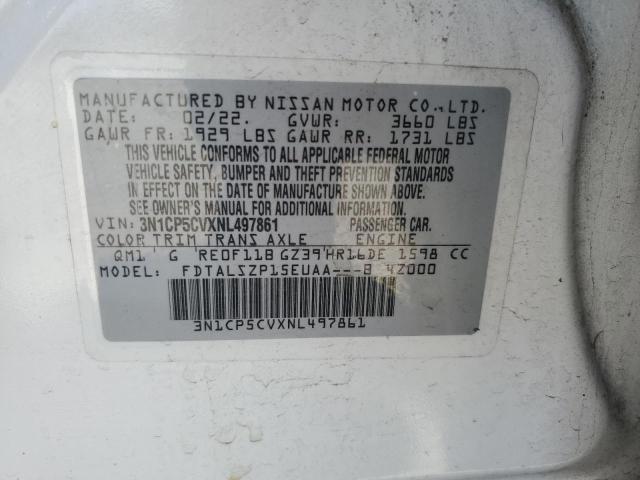 MANUFACTURED BY NISSAN MOTOR CO.,LTD.
DATE: 02/22. GVWR: 3660 LBS
GAWR FR: 1929 LBS GAWR RR: 1731 LBS
THIS VEHICLE CONFORMS TO ALL APPLICABLE FEDERAL MOTOR
VEHICLE SAFETY, BUMPER AND THEFT PREVENTION STANDARDS
IN EFFECT ON THE DATE OF MANUFACTURE SHOWN ABOVE.
SEE OWNER'S MANUAL FOR ADDITIONAL INFORMATION
VIN: 3N1CP5CVXNL497861 PASSENGER CAR.
COLOR TRIM TRANS AXLE ENGINE
QM1 G RE0F11B GZ39 HR16DE 1598 CC
MODEL: FDTALSZP15EUAA---B 4Z000
3N1CP5CVXNL497861